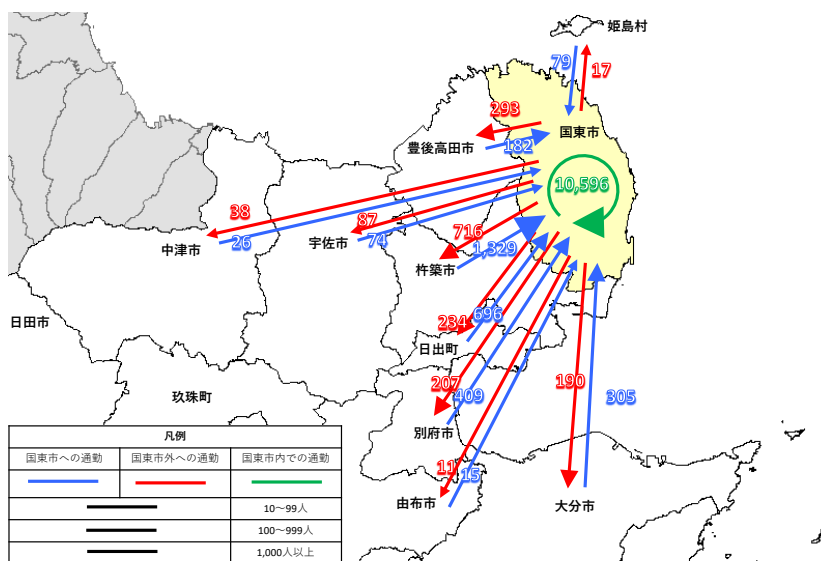 姫島村
79
17
293
国東市
豊後高田市
182
10,596
38
87
716
中津市
26
宇佐市
74
1,329
杵築市
日田市
234
696
日出町
207
409
190
305
玖珠町
別府市
11
15
由布市
大分市
凡例
国東市への通勤
国東市外への通勤
国東市内での通勤
10～99人
100～999人
1,000人以上